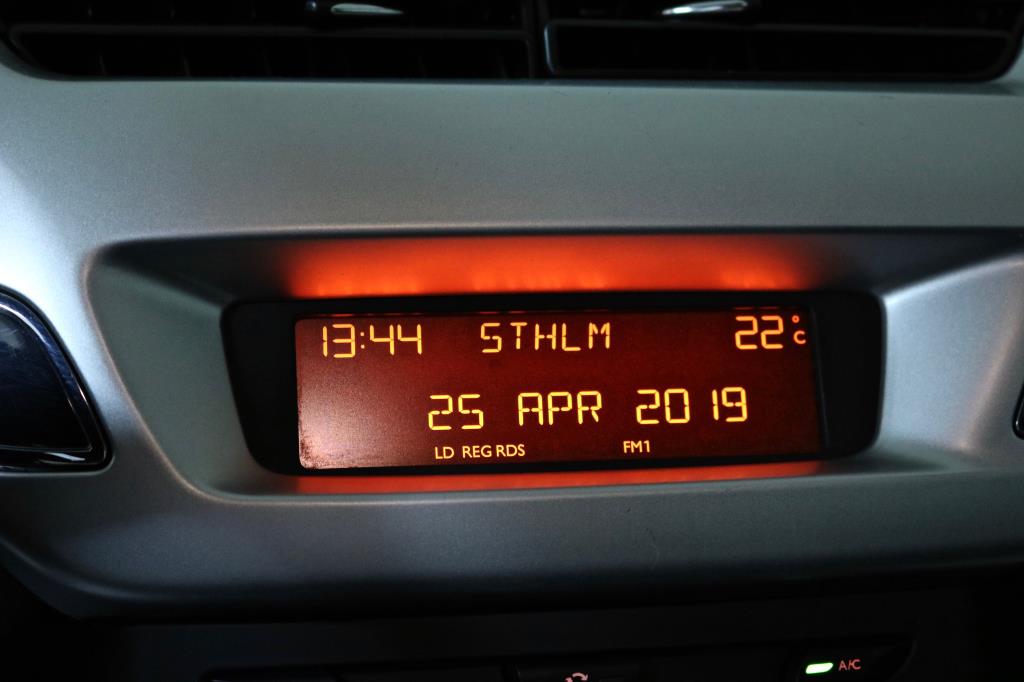 13:44 STHLM 22°C
25 APR 2019
LD REG RDS FM1
A/C